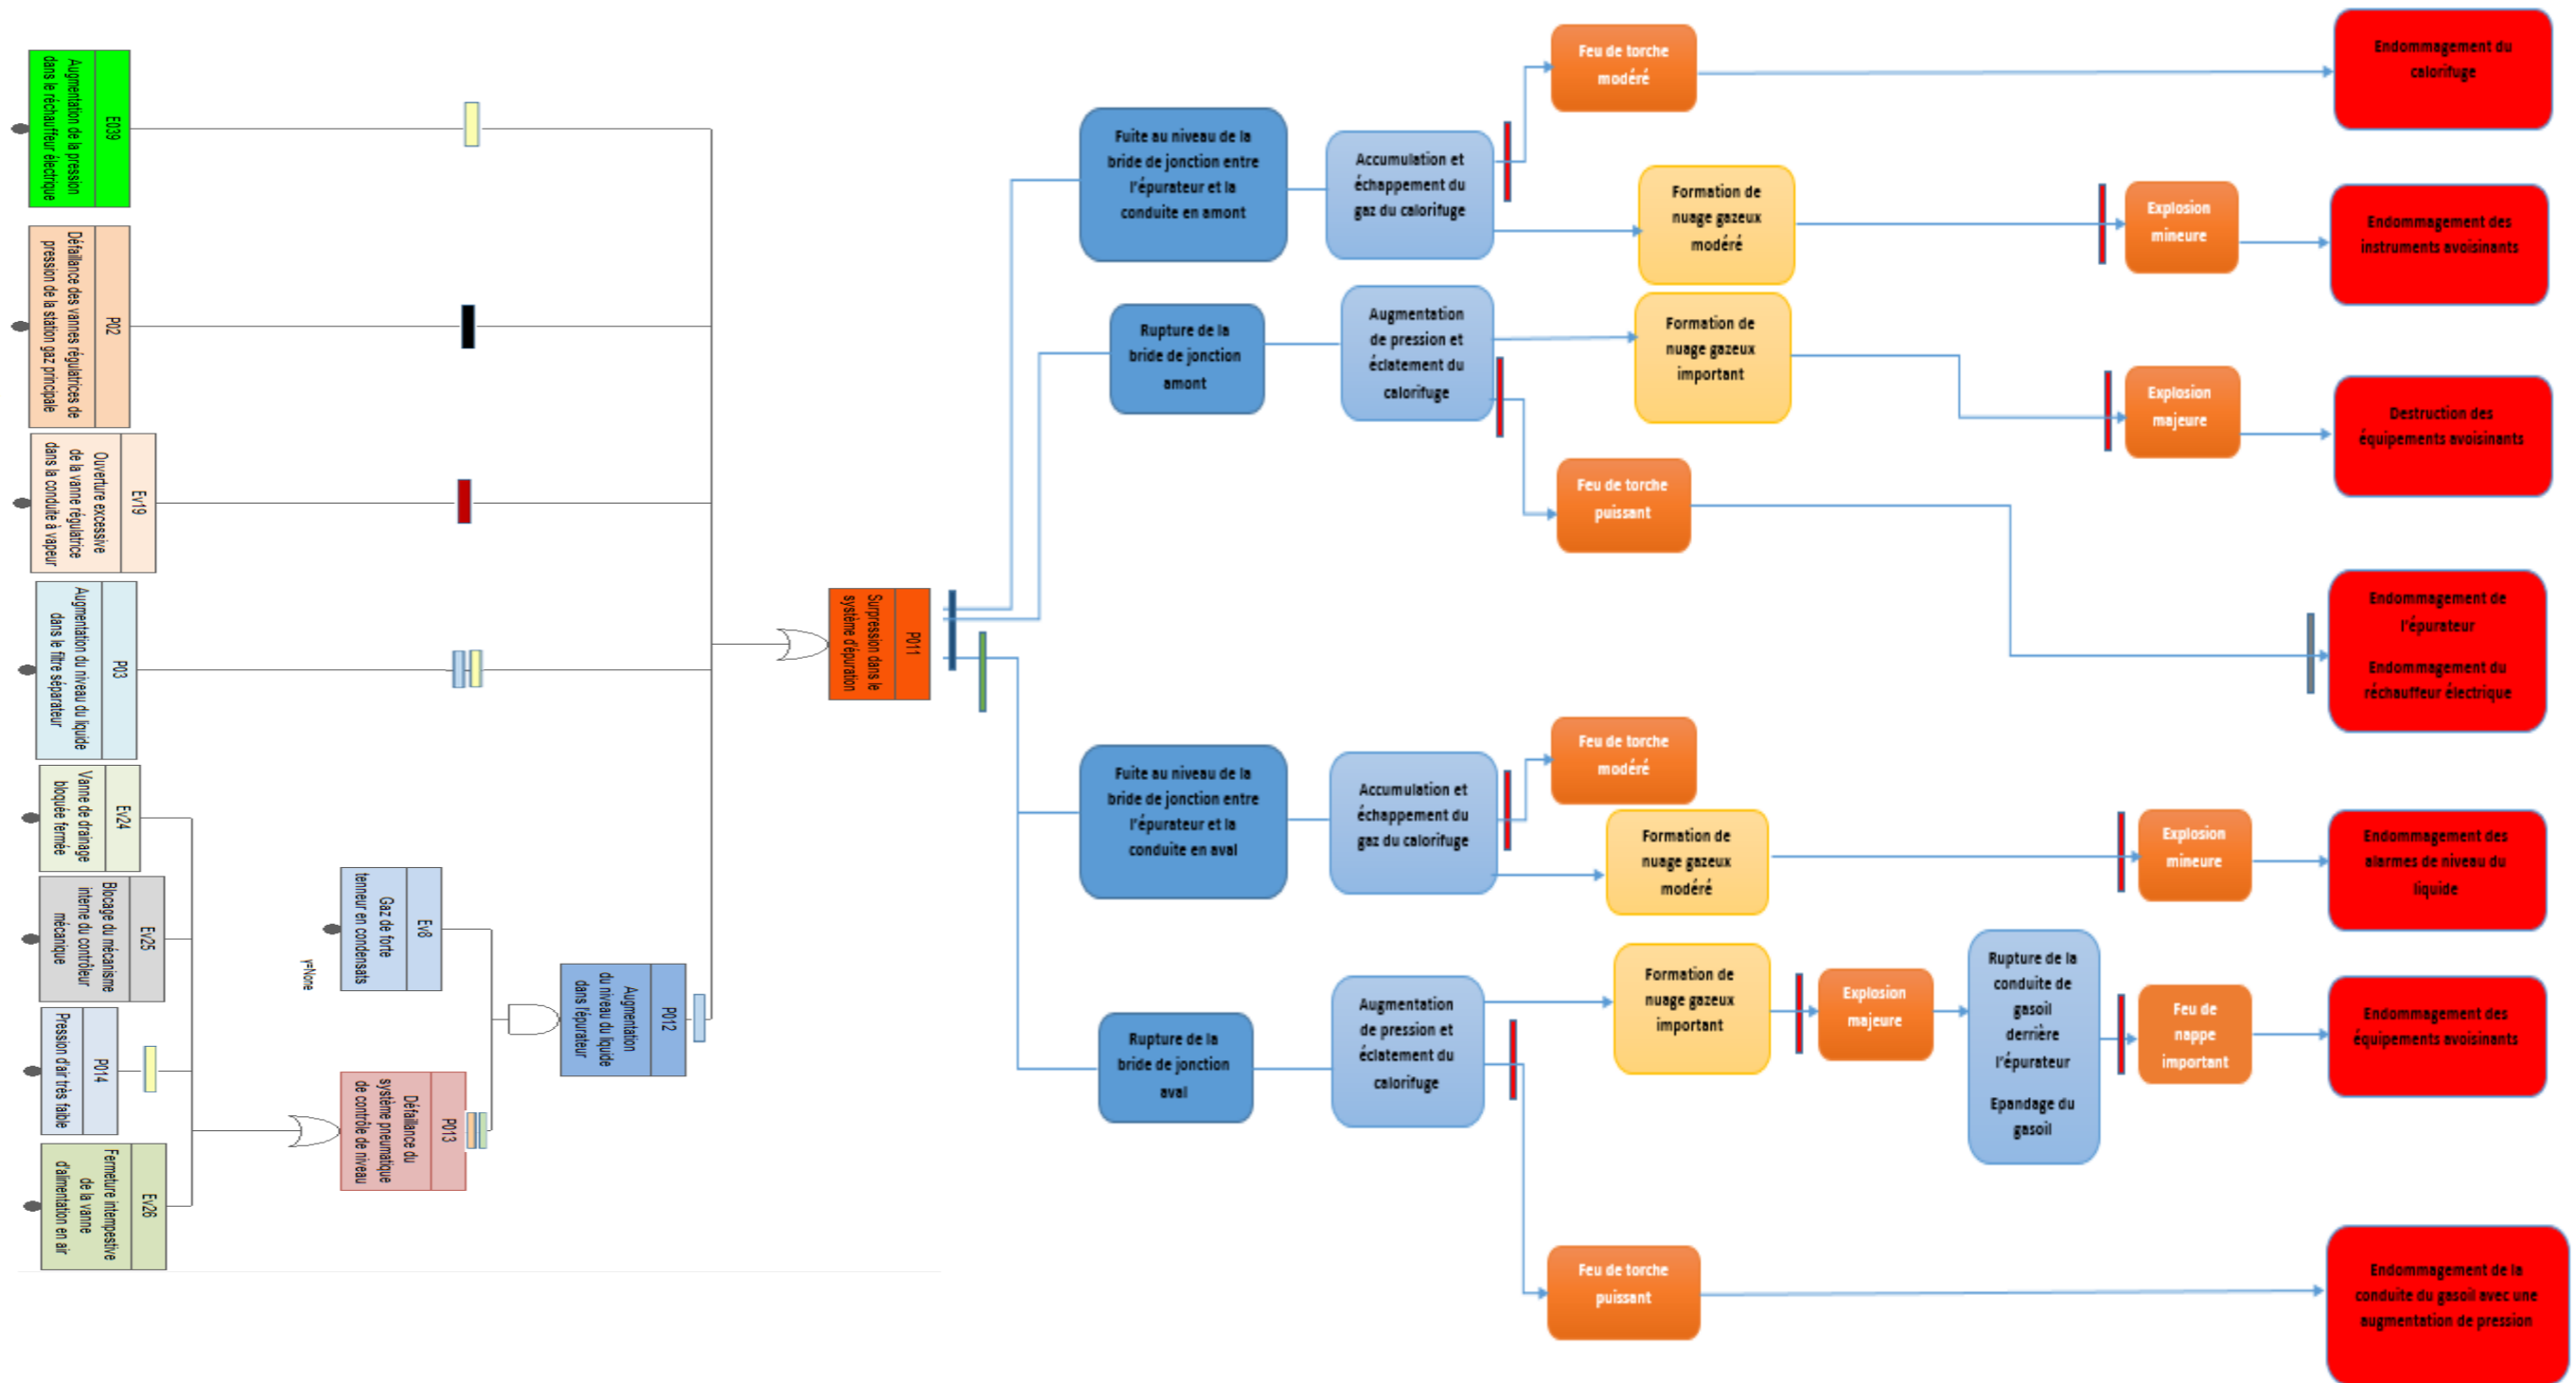 E039
Augmentation de la pression
dans le réchauffeur électrique
P02
Défaillance des vannes régulatrices de
pression de la station gaz principale
Ev19
Ouverture excessive
de la vanne régulatrice
dans la conduite à vapeur
P03
Augmentation du niveau du liquide
dans le filtre séparateur
Ev24
Vanne de drainage
bloquée fermée
Ev25
Blocage du mécanisme
interne du contrôleur
mécanique
P014
Pression d'air très faible
Ev26
Fermeture intempestive
de la vanne
d'alimentation en air
Ev8
Gaz de forte
tenneur en condensats
y=None
P013
Défaillance du
système pneumatique
de contrôle de niveau
P012
Augmentation
du niveau du liquide
dans l'épurateur
P011
Surpression dans le
système d'épuration
Fuite au niveau de la
bride de jonction entre
l'épurateur et la
conduite en amont
Accumulation et
échappement du
gaz du calorifuge
Feu de torche
modéré
Endommagement du
calorifuge
Formation de
nuage gazeux
modéré
Explosion
mineure
Endommagement des
instruments avoisinants
Rupture de la
bride de jonction
amont
Augmentation
de pression et
éclatement du
calorifuge
Formation de
nuage gazeux
important
Explosion
majeure
Destruction des
équipements avoisinants
Feu de torche
puissant
Endommagement de
l'épurateur
Endommagement du
réchauffeur électrique
Fuite au niveau de la
bride de jonction entre
l'épurateur et la
conduite en aval
Accumulation et
échappement du
gaz du calorifuge
Feu de torche
modéré
Formation de
nuage gazeux
modéré
Explosion
mineure
Endommagement des
alarmes de niveau du
liquide
Rupture de la
bride de jonction
aval
Augmentation
de pression et
éclatement du
calorifuge
Formation de
nuage gazeux
important
Explosion
majeure
Rupture de la
conduite de
gasoil
derrière
l'épurateur
Epandage du
gasoil
Feu de
nappe
important
Endommagement des
équipements avoisinants
Feu de torche
puissant
Endommagement de la
conduite du gasoil avec une
augmentation de pression